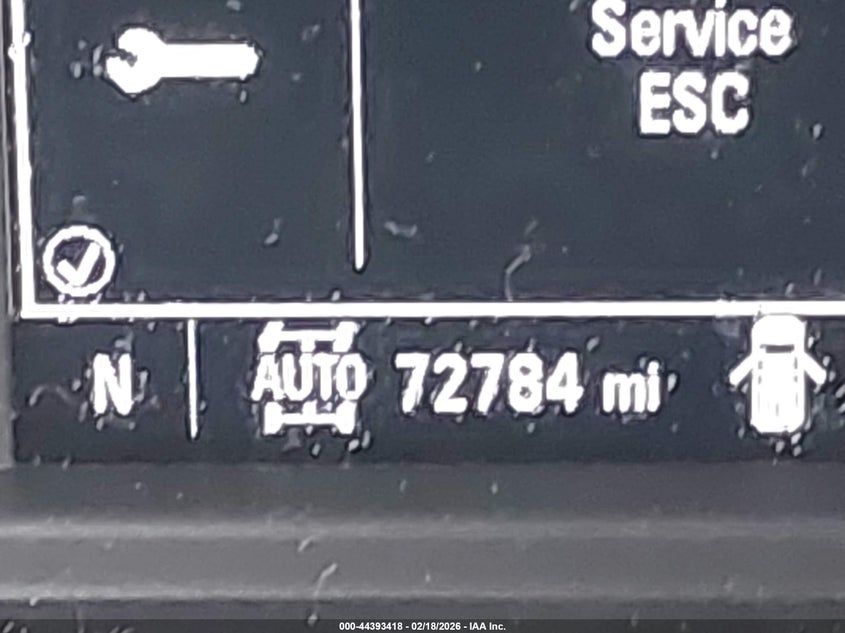 Service
ESC
N
AUTO
72784 mi
000-44393418 - 02/18/2026 - IAA Inc.